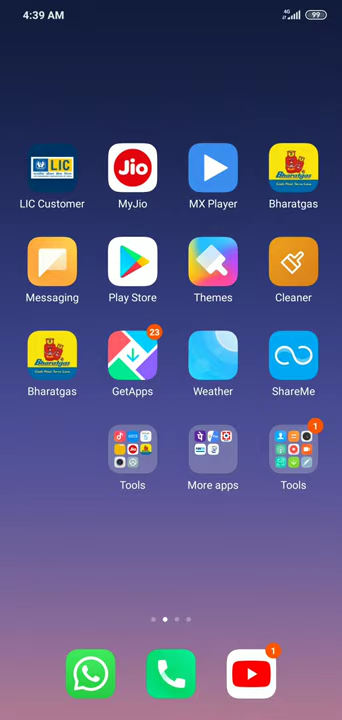 4:39 AM
4G
99
LIC
Jio
Bharatgas
LIC Customer
MyJio
MX Player
Bharatgas
Messaging
Play Store
Themes
Cleaner
Bharatgas
23
Bharatgas
GetApps
Weather
ShareMe
1
Tools
More apps
Tools
1